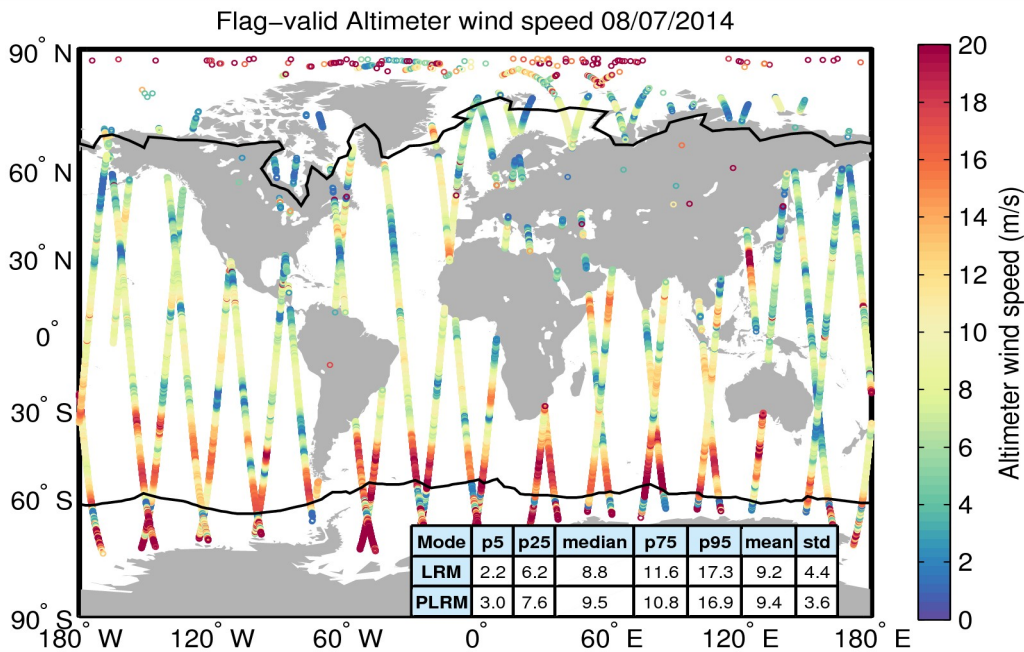 Flag−valid Altimeter wind speed 08/07/2014
90° N
60° N
30° N
0°
30° S
60° S
90° S
180° W
120° W
60° W
0°
60° E
120° E
180° E
Mode p5 p25 median p75 p95 mean std
LRM 2.2 6.2 8.8 11.6 17.3 9.2 4.4
PLRM 3.0 7.6 9.5 10.8 16.9 9.4 3.6
20
18
16
14
12
10
8
6
4
2
0
Altimeter wind speed (m/s)